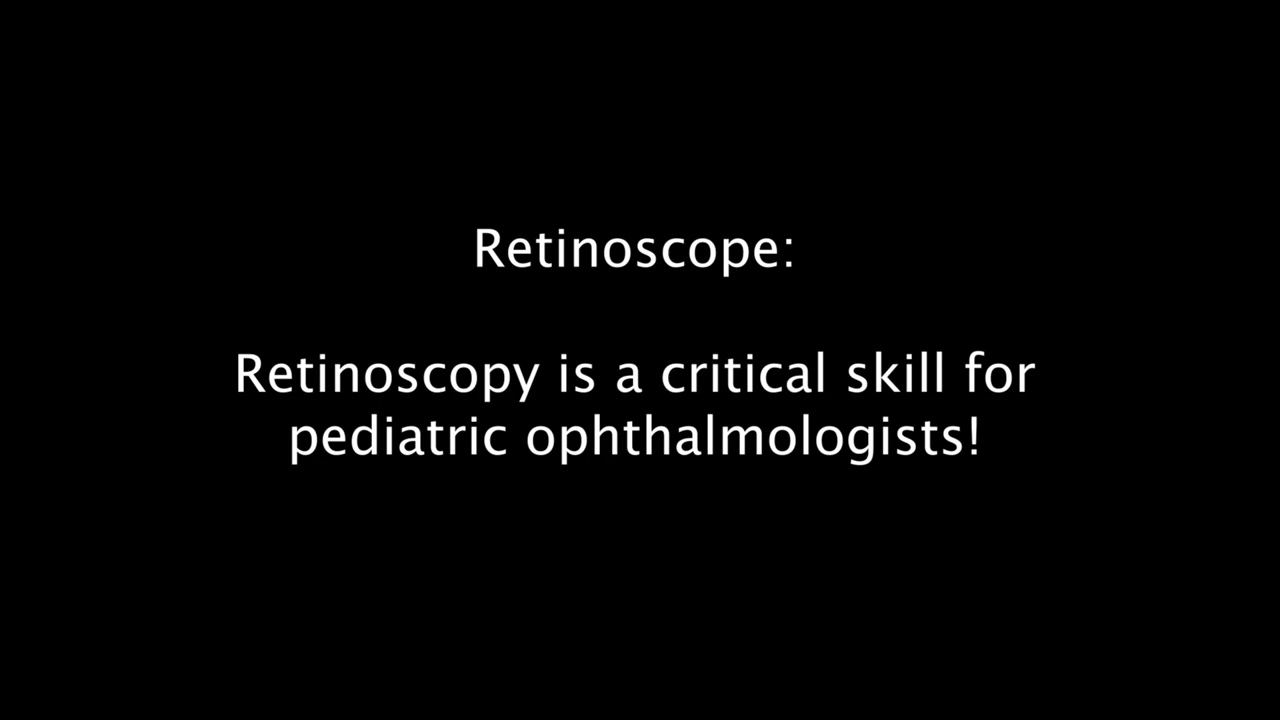 Retinoscope:
Retinoscopy is a critical skill for
pediatric ophthalmologists!